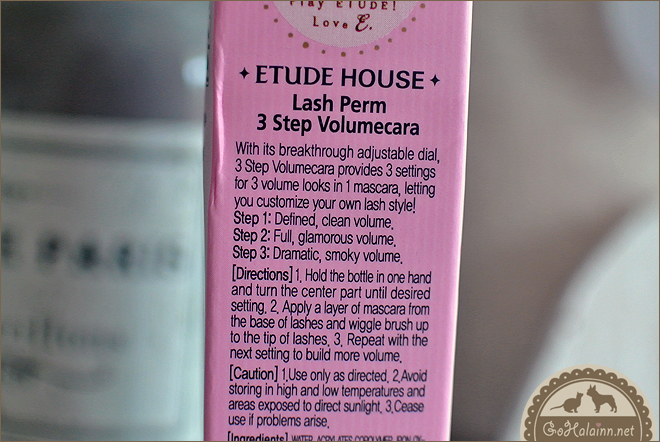 Play ETUDE!
Love E.
ETUDE HOUSE
Lash Perm
3 Step Volumecara
With its breakthrough adjustable dial,
3 Step Volumecara provides 3 settings
for 3 volume looks in 1 mascara, letting
you customize your own lash style!
Step 1: Defined, clean volume.
Step 2: Full, glamorous volume.
Step 3: Dramatic, smoky volume.
[Directions] 1. Hold the bottle in one hand
and turn the center part until desired
setting. 2. Apply a layer of mascara from
the base of lashes and wiggle brush up
to the tip of lashes. 3. Repeat with the
next setting to build more volume.
[Caution] 1.Use only as directed. 2.Avoid
storing in high and low temperatures and
areas exposed to direct sunlight. 3.Cease
use if problems arise.
[Ingredients] WATER, ACRYLATES COPOLYMER,
GoHalainn.net